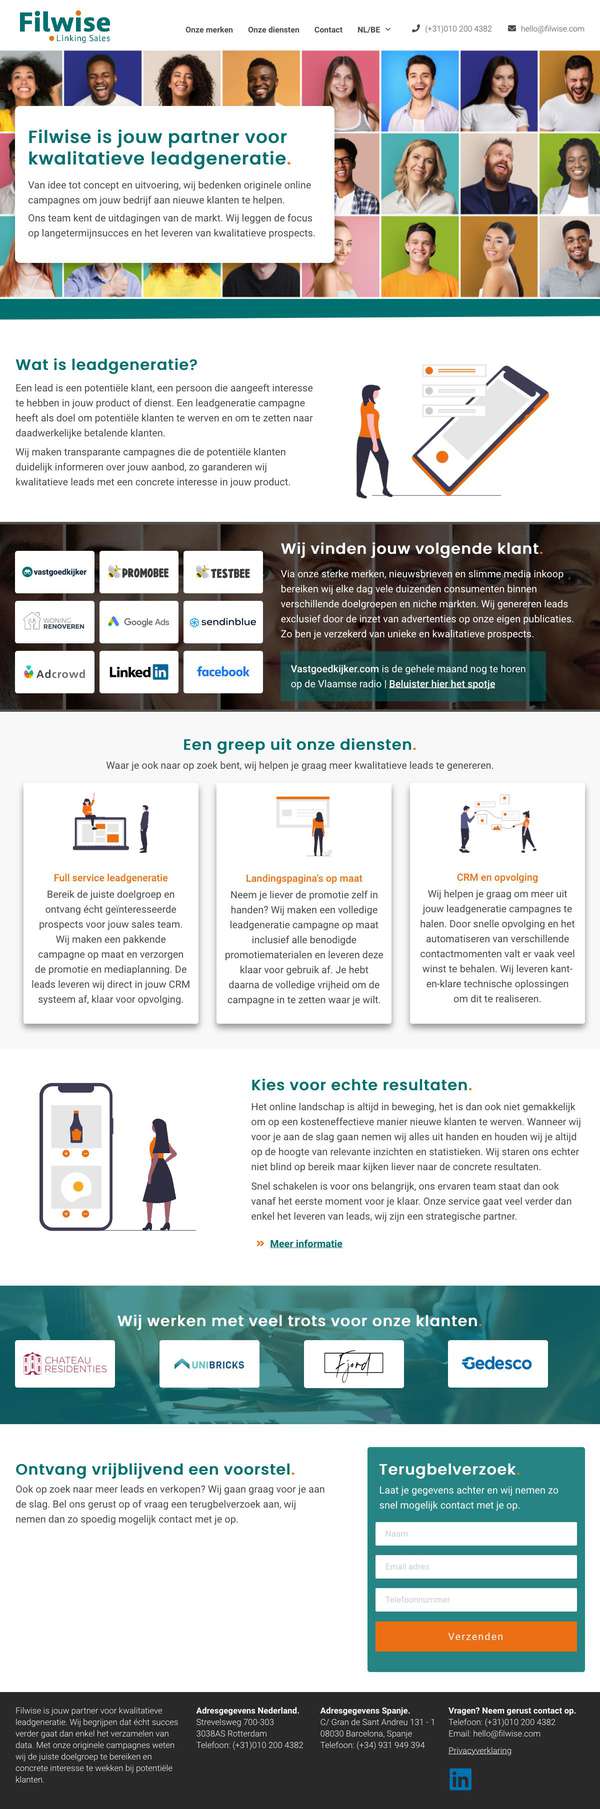 Filwise
Linking Sales
Onze merken
Onze diensten
Contact
NL/BE
(+31)010 200 4382
hello@filwise.com
Filwise is jouw partner voor
kwalitatieve leadgeneratie.
Van idee tot concept en uitvoering, wij bedenken originele online
campagnes om jouw bedrijf aan nieuwe klanten te helpen.
Ons team kent de uitdagingen van de markt. Wij leggen de focus
op langetermijnsucces en het leveren van kwalitatieve prospects.
Wat is leadgeneratie?
Een lead is een potentiële klant, een persoon die aangeeft interesse
te hebben in jouw product of dienst. Een leadgeneratie campagne
heeft als doel om potentiële klanten te werven en om te zetten naar
daadwerkelijke betalende klanten.
Wij maken transparante campagnes die de potentiële klanten
duidelijk informeren over jouw aanbod, zo garanderen wij
kwalitatieve leads met een concrete interesse in jouw product.
vastgoedkijker
PROMOBEE
TESTBEE
WONING
RENOVEREN
Google Ads
sendinblue
Adcrowd
Linked in
facebook
Wij vinden jouw volgende klant.
Via onze sterke merken, nieuwsbrieven en slimme media inkoop
bereiken wij elke dag vele duizenden consumenten binnen
verschillende doelgroepen en niche markten. Wij genereren leads
exclusief door de inzet van advertenties op onze eigen publicaties.
Zo ben je verzekerd van unieke en kwalitatieve prospects.
Vastgoedkijker.com is de gehele maand nog te horen
op de Vlaamse radio | Beluister hier het spotje
Een greep uit onze diensten.
Waar je ook naar op zoek bent, wij helpen je graag meer kwalitatieve leads te genereren.
Full service leadgeneratie
Bereik de juiste doelgroep en
ontvang écht geïnteresseerde
prospects voor jouw sales team.
Wij maken een pakkende
campagne op maat en verzorgen
de promotie en mediaplanning. De
leads leveren wij direct in jouw CRM
systeem af, klaar voor opvolging.
Landingspagina's op maat
Neem je liever de promotie zelf in
handen? Wij maken een volledige
leadgeneratie campagne op maat
inclusief alle benodigde
promotiematerialen en leveren deze
klaar voor gebruik af. Je hebt
daarna de volledige vrijheid om de
campagne in te zetten waar je wilt.
CRM en opvolging
Wij helpen je graag om meer uit
jouw leadgeneratie campagnes te
halen. Door snelle opvolging en het
automatiseren van verschillende
contactmomenten valt er vaak veel
winst te behalen. Wij leveren kant-
en-klare technische oplossingen
om dit te realiseren.
Kies voor echte resultaten.
Het online landschap is altijd in beweging, het is dan ook niet gemakkelijk
om op een kosteneffectieve manier nieuwe klanten te werven. Wanneer wij
voor je aan de slag gaan nemen wij alles uit handen en houden wij je altijd
op de hoogte van relevante inzichten en statistieken. Wij staren ons echter
niet blind op bereik maar kijken liever naar de concrete resultaten.
Snel schakelen is voor ons belangrijk, ons ervaren team staat dan ook
vanaf het eerste moment voor je klaar. Onze service gaat veel verder dan
enkel het leveren van leads, wij zijn een strategische partner.
Meer informatie
Wij werken met veel trots voor onze klanten.
CHATEAU
RESIDENTIES
UNIBRICKS
Fjord
Gedesco
Ontvang vrijblijvend een voorstel.
Ook op zoek naar meer leads en verkopen? Wij gaan graag voor je aan
de slag. Bel ons gerust op of vraag een terugbelverzoek aan, wij
nemen dan zo spoedig mogelijk contact met je op.
Terugbelverzoek.
Laat je gegevens achter en wij nemen zo
snel mogelijk contact met je op.
Naam
Email adres
Telefoonnummer
Verzenden
Filwise is jouw partner voor kwalitatieve
leadgeneratie. Wij begrijpen dat écht succes
verder gaat dan enkel het verzamelen van
data. Met onze originele campagnes weten
wij de juiste doelgroep te bereiken en
concrete interesse te wekken bij potentiële
klanten.
Adresgegevens Nederland.
Strevelsweg 700-303
3038AS Rotterdam
Telefoon: (+31)010 200 4382
Adresgegevens Spanje.
C/ Gran de Sant Andreu 131 - 1
08030 Barcelona, Spanje
Telefoon: (+34) 931 949 394
Vragen? Neem gerust contact op.
Telefoon: (+31)010 200 4382
Email: hello@filwise.com
Privacyverklaring
in